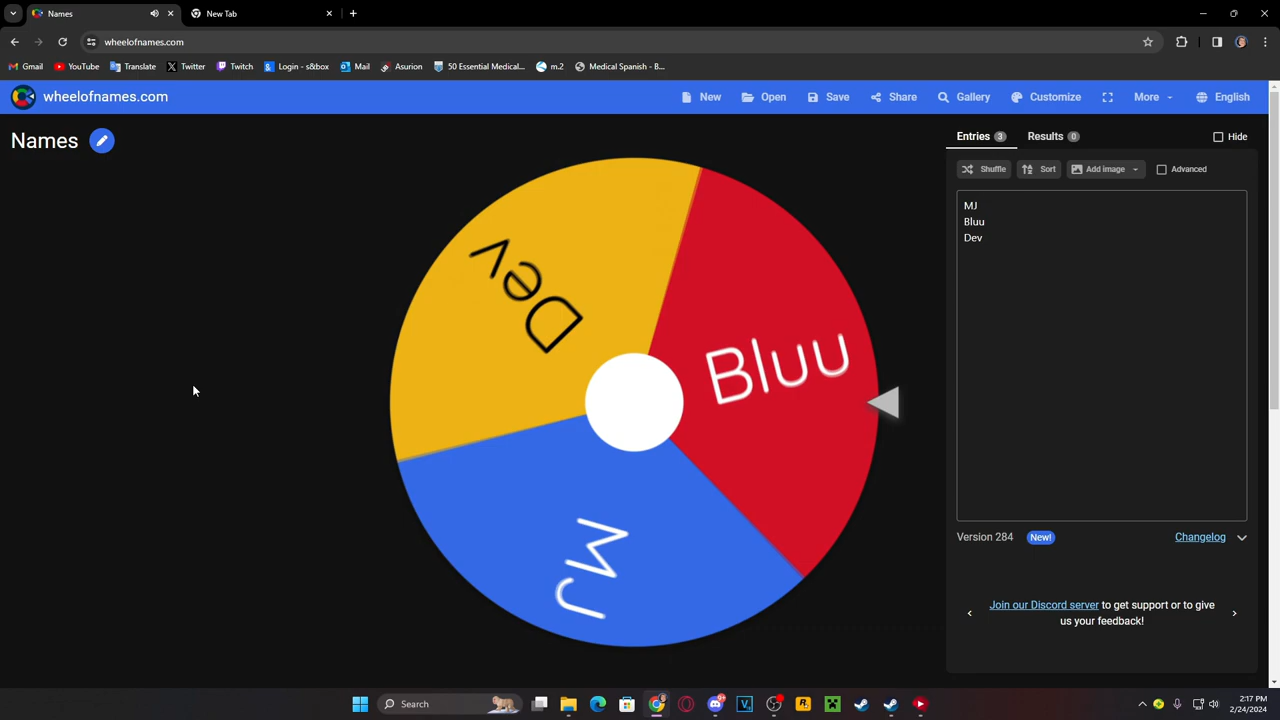 Names
New Tab
wheelofnames.com
Gmail
YouTube
Translate
Twitter
Twitch
Login - s&box
Mail
Asurion
50 Essential Medical...
m.2
Medical Spanish - B...
wheelofnames.com
New
Open
Save
Share
Gallery
Customize
More
English
Names
Entries 3
Results 0
Hide
Shuffle
Sort
Add image
Advanced
MJ
Bluu
Dev
Dev
Bluu
MJ
Version 284
New!
Changelog
Join our Discord server to get support or to give
us your feedback!
Search
2:17 PM
2/24/2024